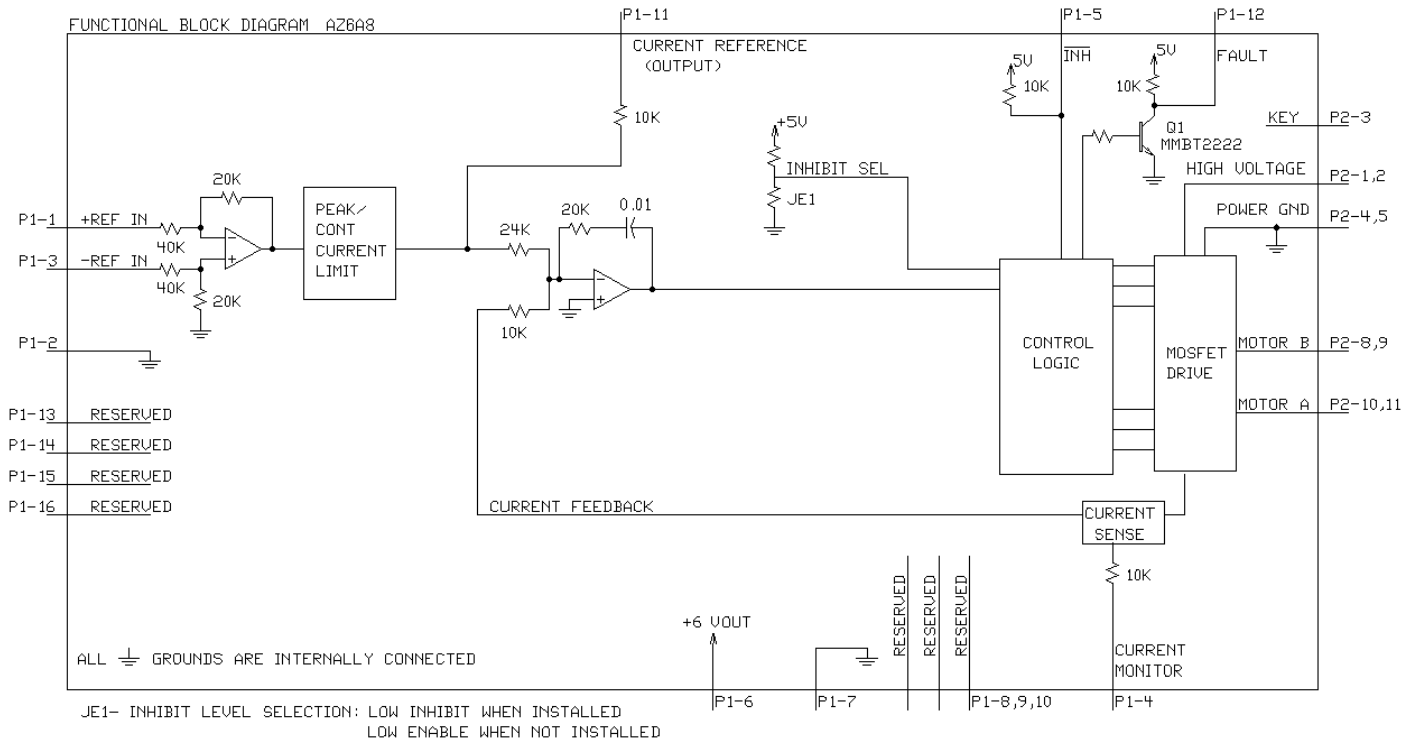 FUNCTIONAL BLOCK DIAGRAM AZ6A8
P1-11
P1-5
P1-12
CURRENT REFERENCE
(OUTPUT)
10K
5V
10K
INH
5V
10K
FAULT
KEY P2-3
Q1
MMBT2222
+5V
INHIBIT SEL
JE1
HIGH VOLTAGE P2-1,2
POWER GND P2-4,5
20K
P1-1 +REF IN
40K
P1-3 -REF IN
40K
20K
PEAK/
CONT
CURRENT
LIMIT
20K
0.01
24K
10K
P1-2
CONTROL
LOGIC
MOSFET
DRIVE
MOTOR B P2-8,9
MOTOR A P2-10,11
P1-13 RESERVED
P1-14 RESERVED
P1-15 RESERVED
P1-16 RESERVED
CURRENT FEEDBACK
CURRENT
SENSE
10K
+6 VOUT
RESERVED
RESERVED
RESERVED
CURRENT
MONITOR
ALL GROUNDS ARE INTERNALLY CONNECTED
P1-6
P1-7
P1-8,9,10
P1-4
JE1- INHIBIT LEVEL SELECTION: LOW INHIBIT WHEN INSTALLED
LOW ENABLE WHEN NOT INSTALLED